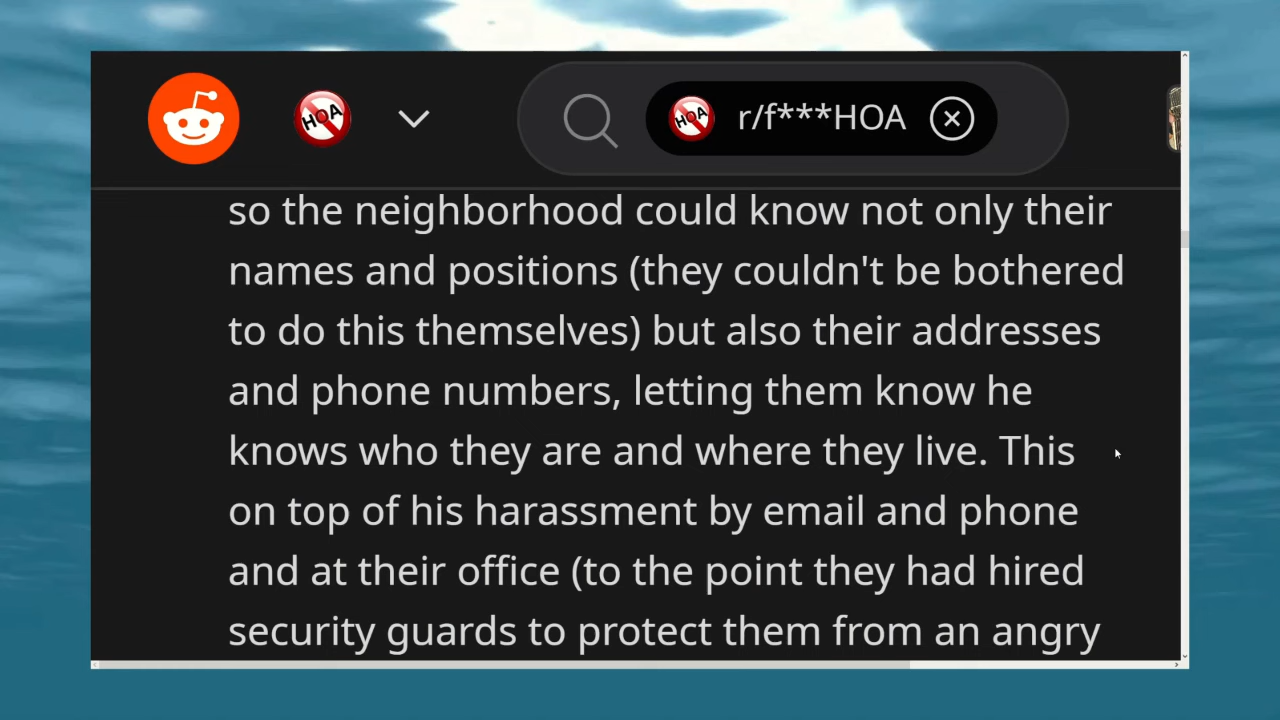 HOA
HOA r/f***HOA
so the neighborhood could know not only their
names and positions (they couldn't be bothered
to do this themselves) but also their addresses
and phone numbers, letting them know he
knows who they are and where they live. This
on top of his harassment by email and phone
and at their office (to the point they had hired
security guards to protect them from an angry